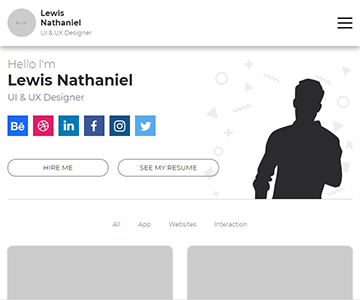 Lewis
Nathaniel
UI & UX Designer
Hello I'm
Lewis Nathaniel
UI & UX Designer
Bē
in
f
HIRE ME
SEE MY RESUME
All
App
Websites
Interaction